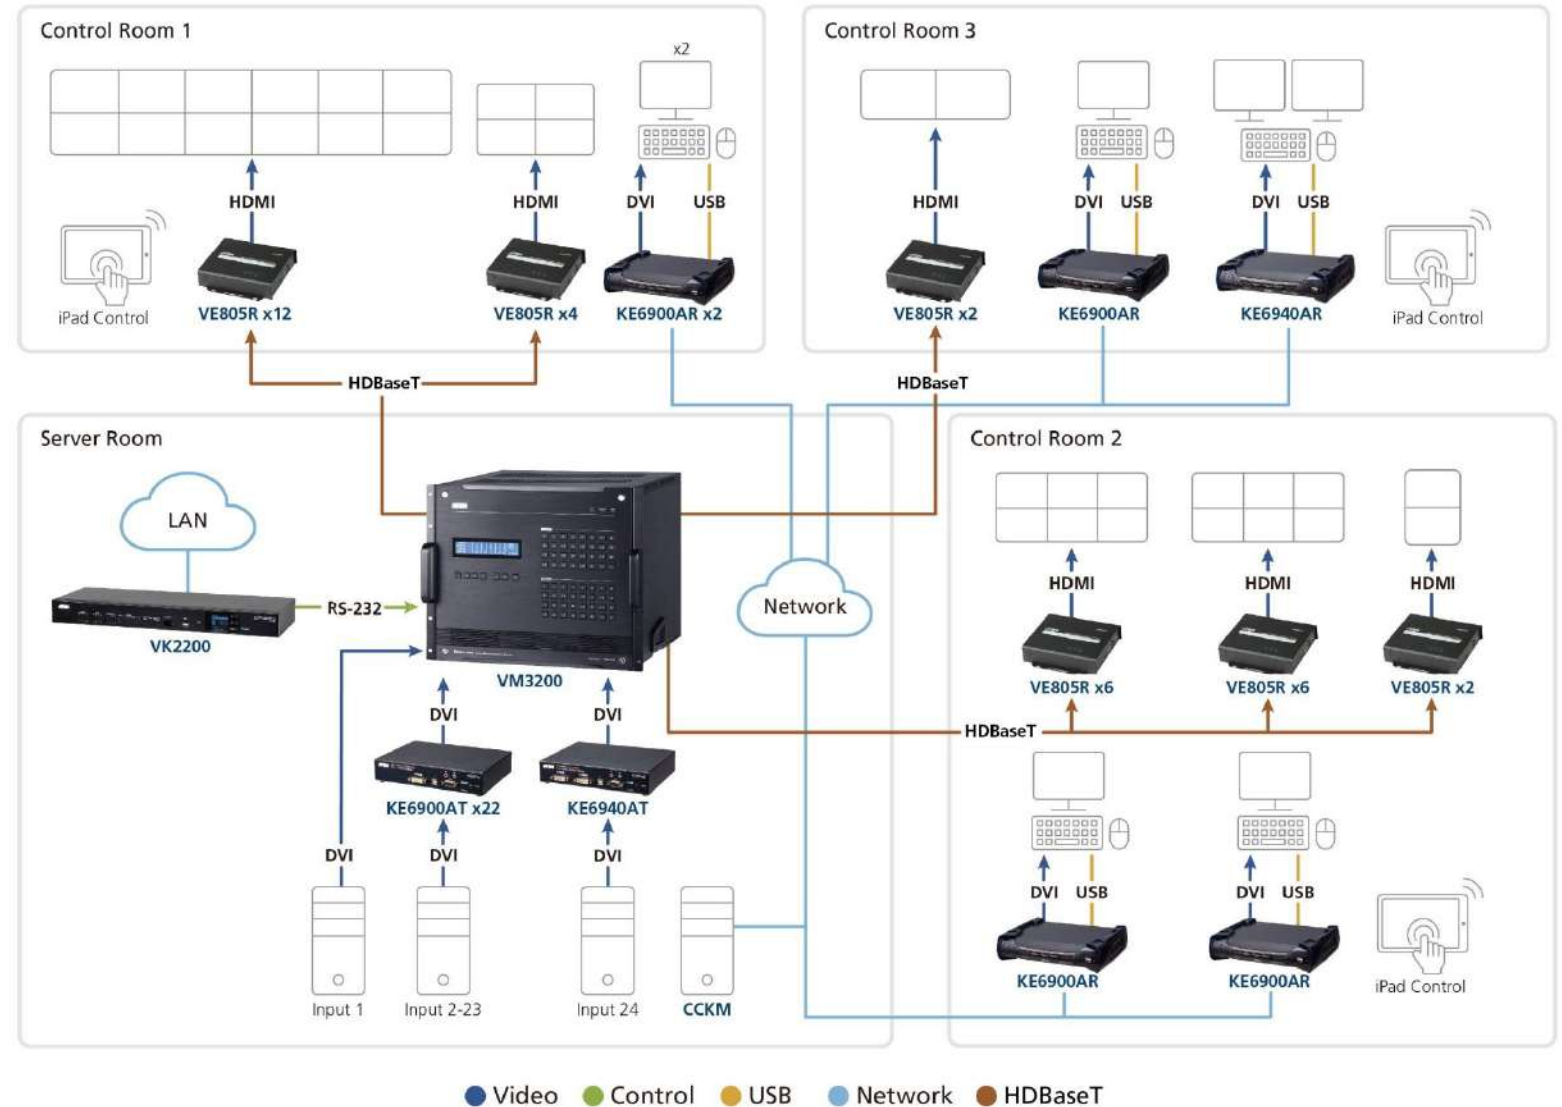 Control Room 1
x2
HDMI
HDMI
DVI
USB
iPad Control
VE805R x12
VE805R x4
KE6900AR x2
HDBaseT
Control Room 3
HDMI
DVI
USB
DVI
USB
VE805R x2
KE6900AR
KE6940AR
iPad Control
HDBaseT
Server Room
LAN
VK2200
RS-232
VM3200
Network
DVI
DVI
KE6900AT x22
KE6940AT
DVI
DVI
DVI
Input 1
Input 2-23
Input 24
CCKM
Control Room 2
HDMI
HDMI
HDMI
VE805R x6
VE805R x6
VE805R x2
HDBaseT
DVI
USB
DVI
USB
KE6900AR
KE6900AR
iPad Control
Video
Control
USB
Network
HDBaseT